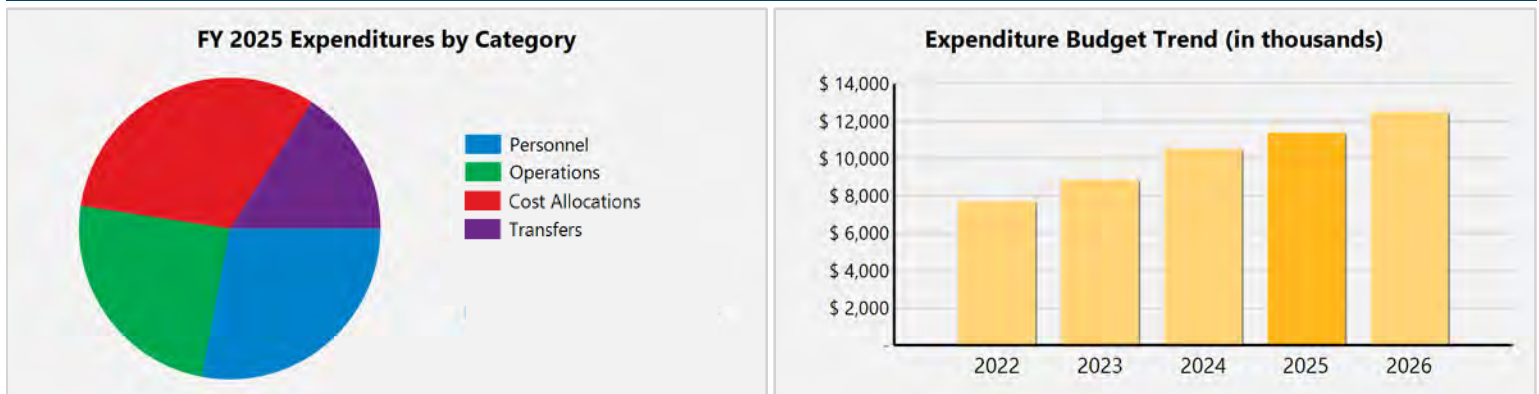 FY 2025 Expenditures by Category
Personnel
Operations
Cost Allocations
Transfers
Expenditure Budget Trend (in thousands)
$ 14,000
$ 12,000
$ 10,000
$ 8,000
$ 6,000
$ 4,000
$ 2,000
-
2022 2023 2024 2025 2026